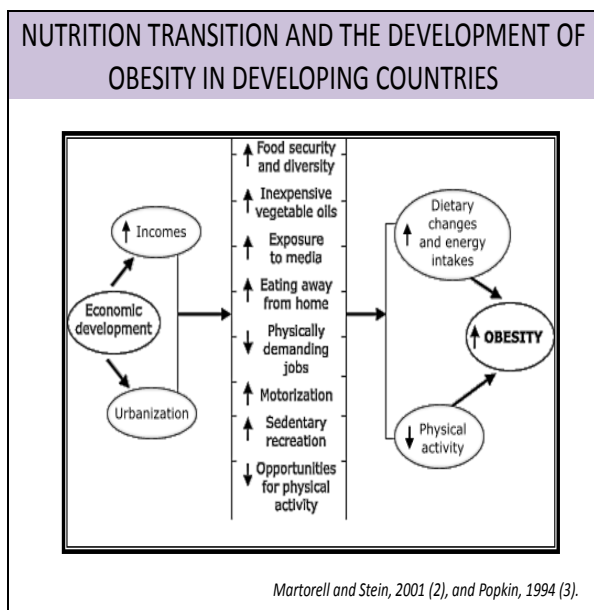 NUTRITION TRANSITION AND THE DEVELOPMENT OF
OBESITY IN DEVELOPING COUNTRIES
Economic
development
Incomes
Urbanization
Food security
and diversity
Inexpensive
vegetable oils
Exposure
to media
Eating away
from home
Physically
demanding
jobs
Motorization
Sedentary
recreation
Opportunities
for physical
activity
Dietary
changes
and energy
intakes
Physical
activity
OBESITY
Martorell and Stein, 2001 (2), and Popkin, 1994 (3).